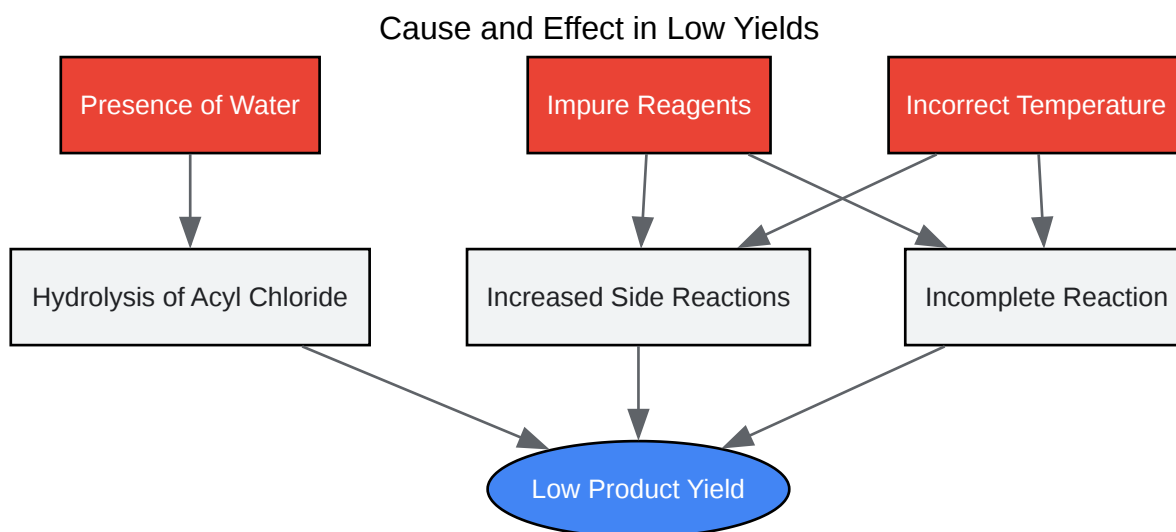 Cause and Effect in Low Yields
Presence of Water
Impure Reagents
Incorrect Temperature
Hydrolysis of Acyl Chloride
Increased Side Reactions
Incomplete Reaction
Low Product Yield